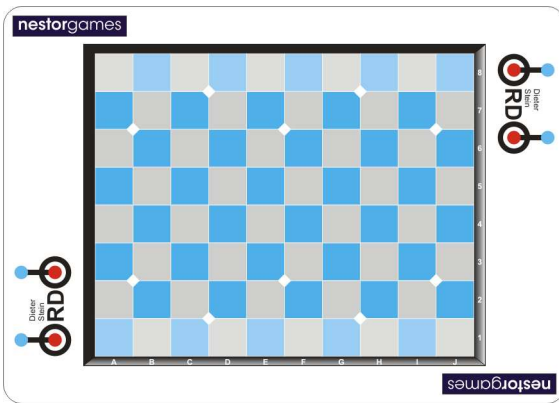 nestorgames
ORDO
Dieter
Stein
8
7
6
5
4
3
2
1
A B C D E F G H I J
ORDO
Dieter
Stein
nestorgames